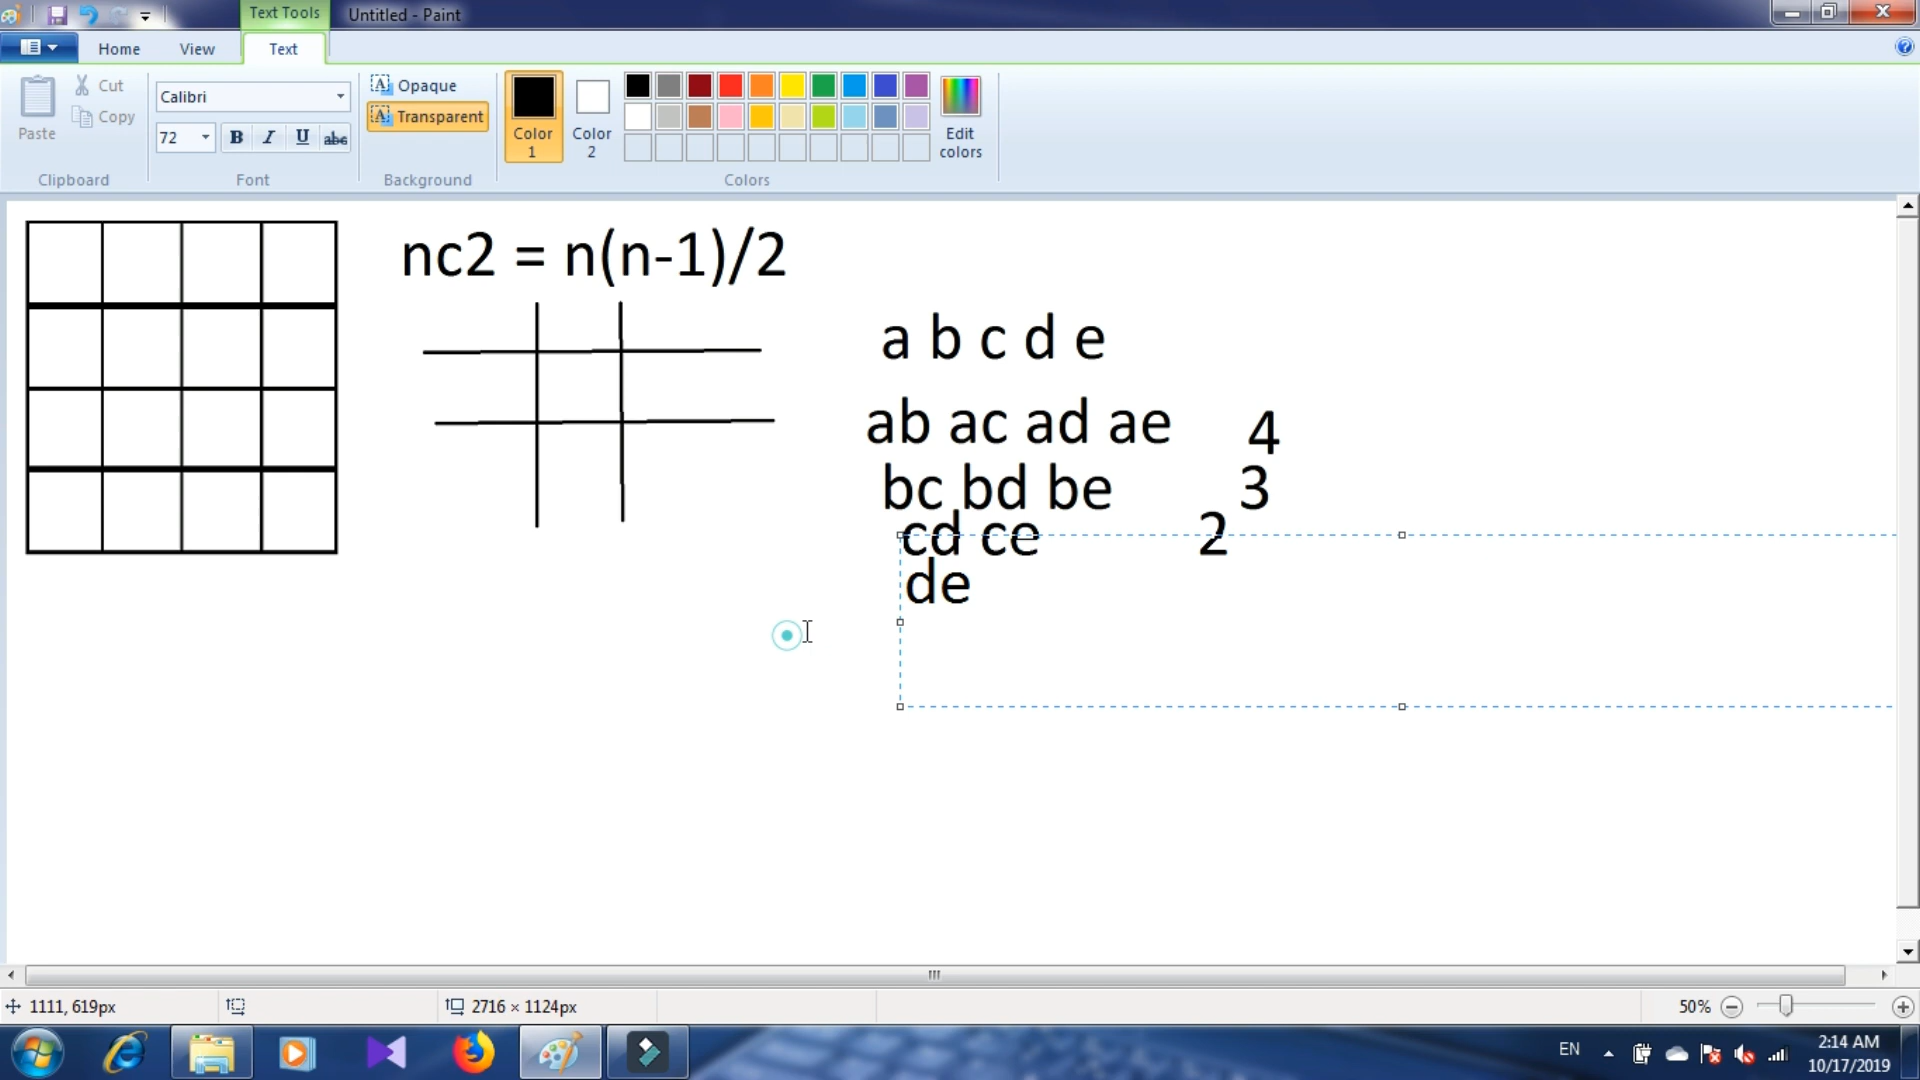 Text Tools
Untitled - Paint
Home
View
Text
Paste
Cut
Copy
Clipboard
Calibri
72
B I U abc
Font
Opaque
Transparent
Background
Color 1
Color 2
Edit colors
Colors
nc2 = n(n-1)/2
a b c d e
ab ac ad ae 4
bc bd be 3
cd ce 2
de
1111, 619px
2716 × 1124px
50%
EN
2:14 AM
10/17/2019